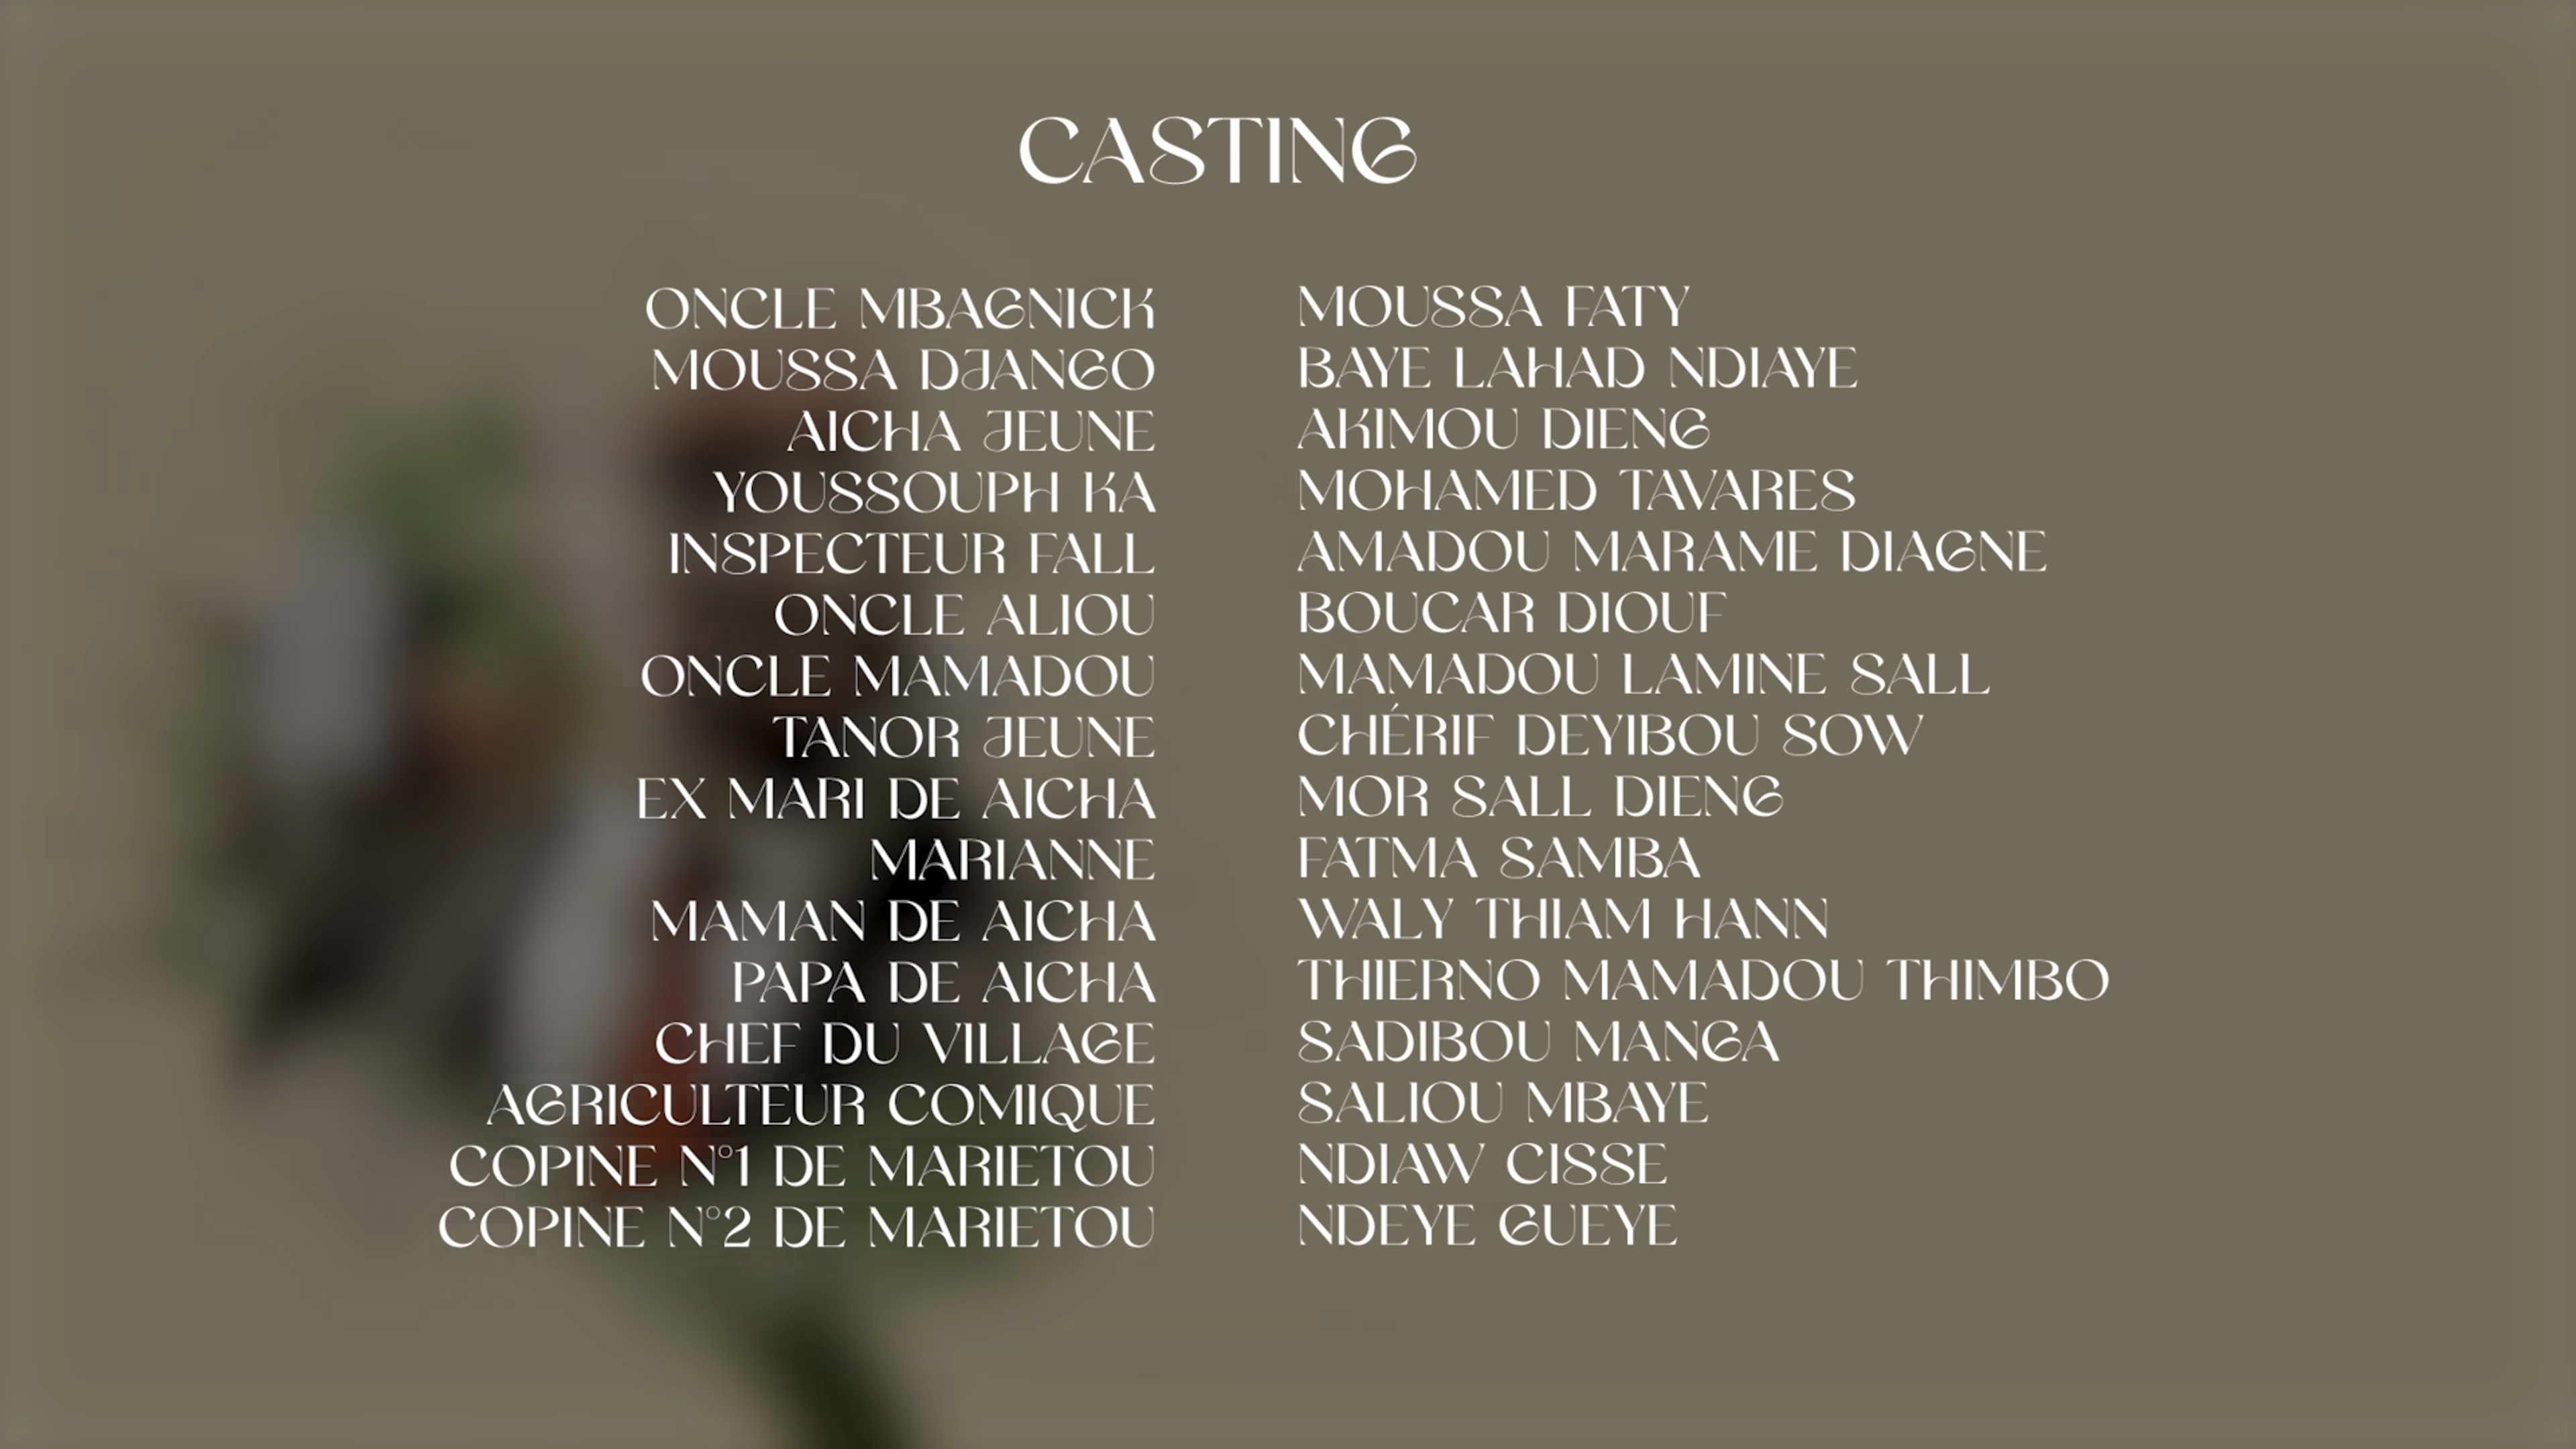 CASTING
ONCLE MBAGNICK MOUSSA FATY
MOUSSA DJANGO BAYE LAHAD NDIAYE
AICHA JEUNE AKIMOU DIENG
YOUSSOUPH KA MOHAMED TAVARES
INSPECTEUR FALL AMADOU MARAME DIAGNE
ONCLE ALIOU BOUCAR DIOUF
ONCLE MAMADOU MAMADOU LAMINE SALL
TANOR JEUNE CHÉRIF DEYIBOU SOW
EX MARI DE AICHA MOR SALL DIENG
MARIANNE FATMA SAMBA
MAMAN DE AICHA WALY THIAM HANN
PAPA DE AICHA THIERNO MAMADOU THIMBO
CHEF DU VILLAGE SADIBOU MANGA
AGRICULTEUR COMIQUE SALIOU MBAYE
COPINE N°1 DE MARIETOU NDIAW CISSE
COPINE N°2 DE MARIETOU NDEYE GUEYE